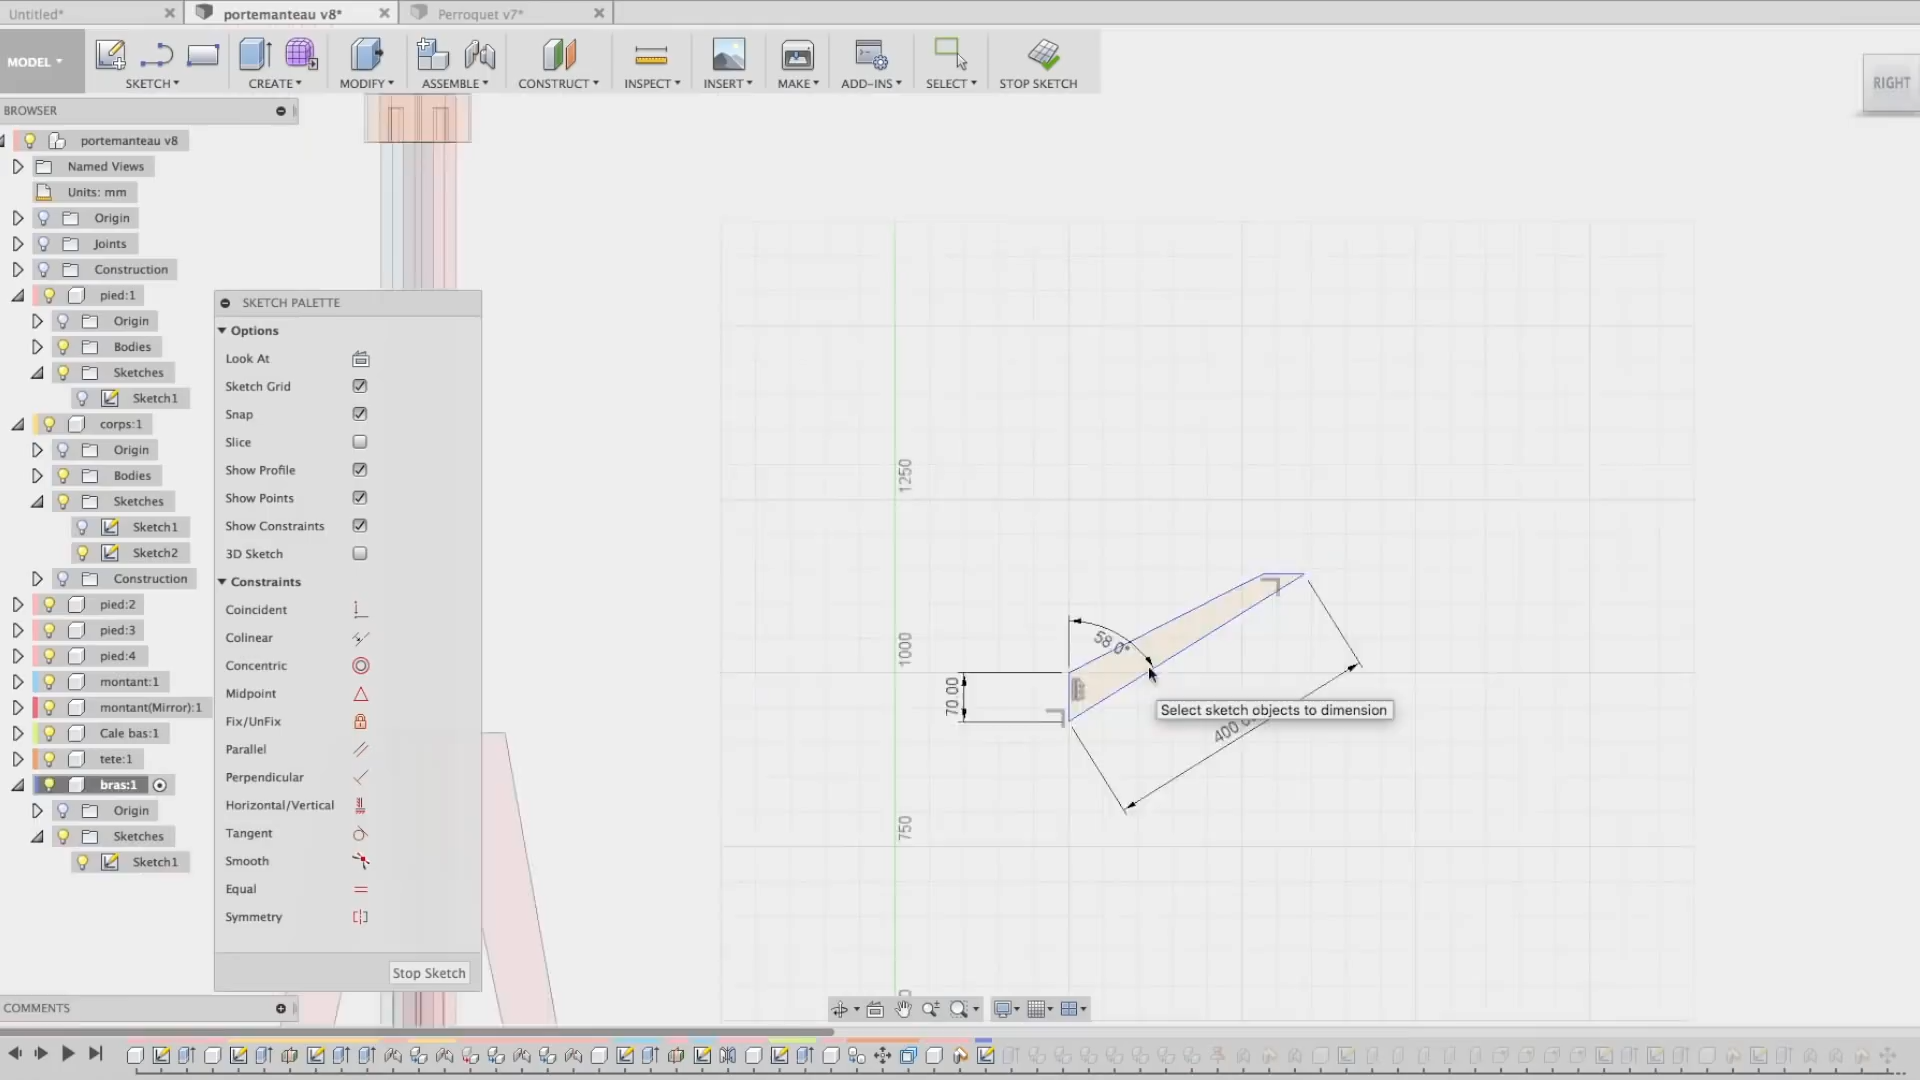 Untitled*
portemanteau v8*
Perroquet v7*
MODEL
SKETCH
CREATE
MODIFY
ASSEMBLE
CONSTRUCT
INSPECT
INSERT
MAKE
ADD-INS
SELECT
STOP SKETCH
RIGHT
BROWSER
portemanteau v8
Named Views
Units: mm
Origin
Joints
Construction
pied:1
Origin
Bodies
Sketches
Sketch1
corps:1
Origin
Bodies
Sketches
Sketch1
Sketch2
Construction
pied:2
pied:3
pied:4
montant:1
montant(Mirror):1
Cale bas:1
tete:1
bras:1
Origin
Sketches
Sketch1
COMMENTS
SKETCH PALETTE
Options
Look At
Sketch Grid
Snap
Slice
Show Profile
Show Points
Show Constraints
3D Sketch
Constraints
Coincident
Colinear
Concentric
Midpoint
Fix/UnFix
Parallel
Perpendicular
Horizontal/Vertical
Tangent
Smooth
Equal
Symmetry
Stop Sketch
1250
1000
750
58.0°
70.00
Select sketch objects to dimension